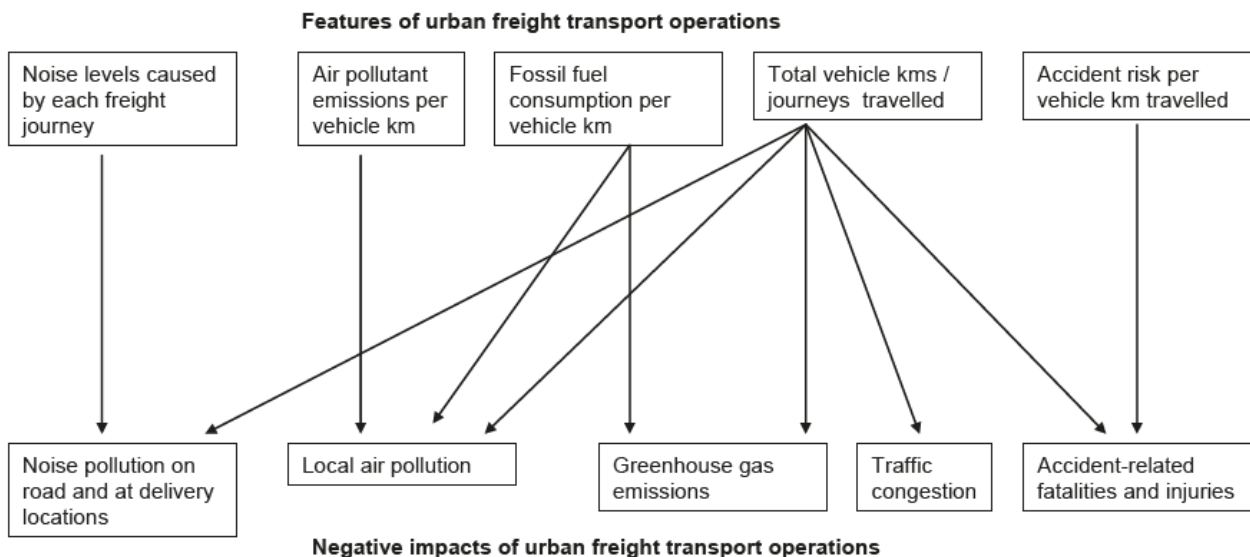 Features of urban freight transport operations
Noise levels caused
by each freight
journey
Air pollutant
emissions per
vehicle km
Fossil fuel
consumption per
vehicle km
Total vehicle kms /
journeys travelled
Accident risk per
vehicle km travelled
Noise pollution on
road and at delivery
locations
Local air pollution
Greenhouse gas
emissions
Traffic
congestion
Accident-related
fatalities and injuries
Negative impacts of urban freight transport operations